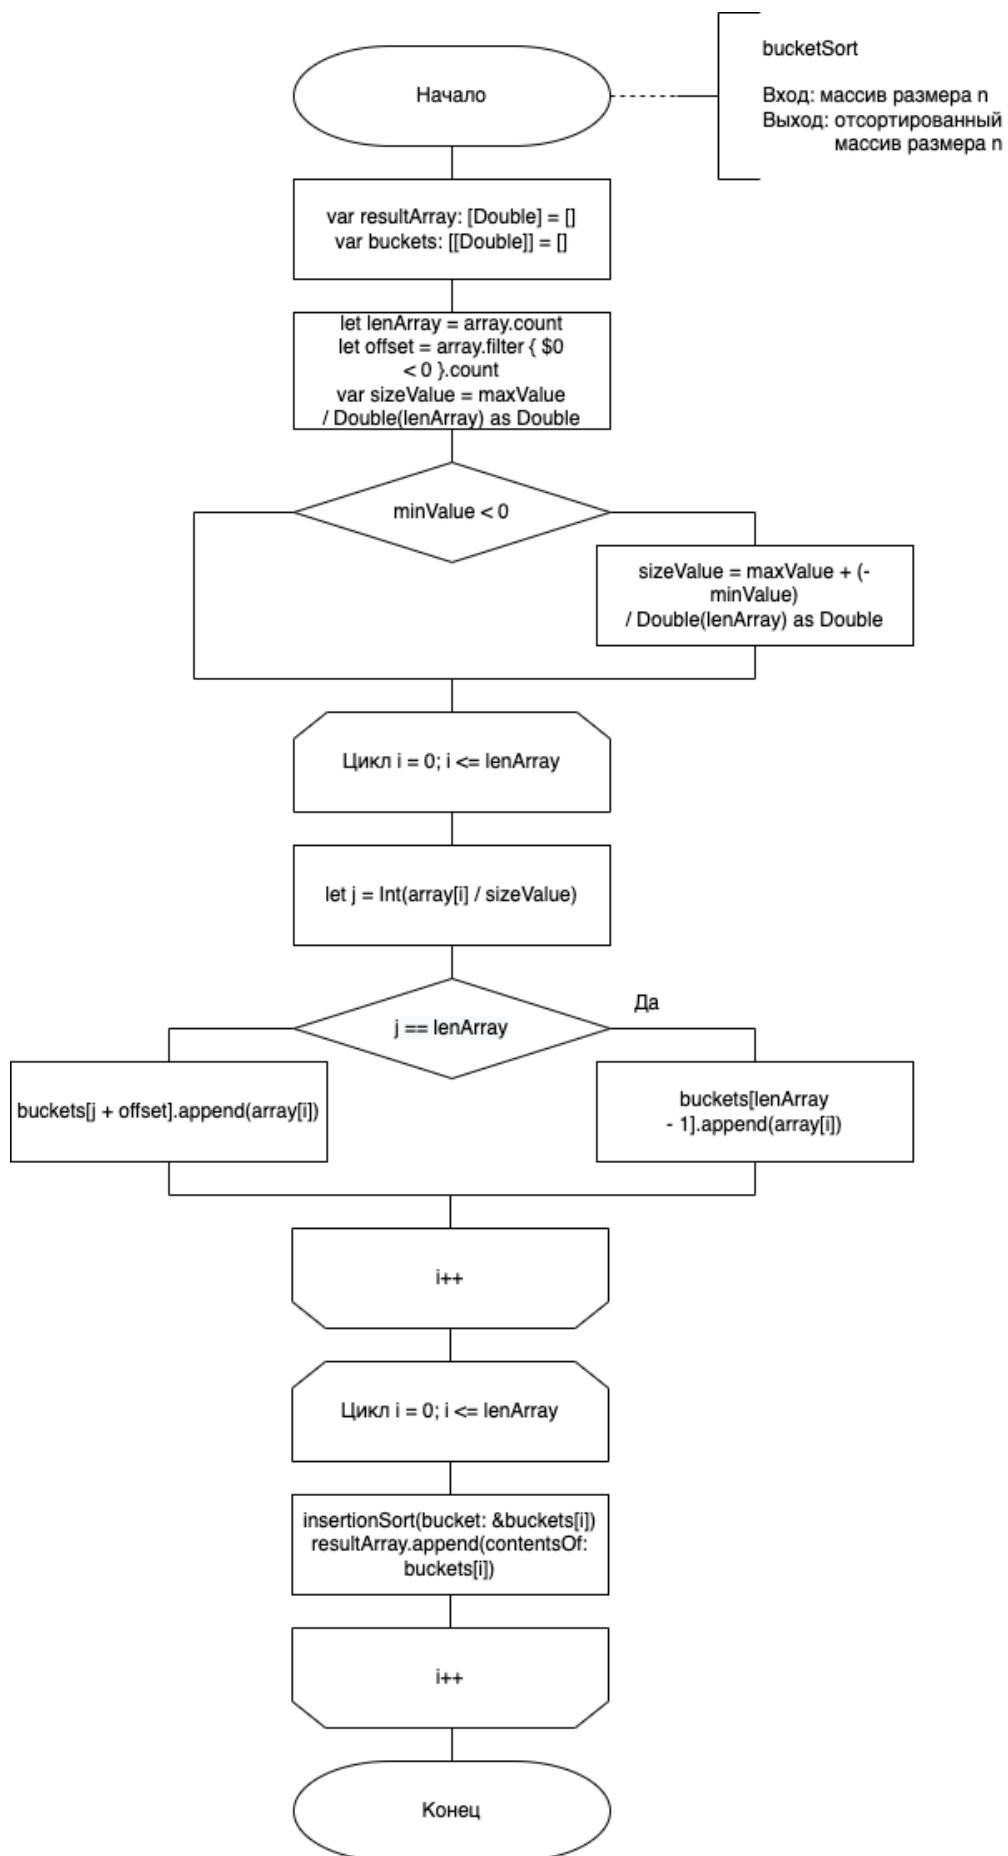 Начало
bucketSort
Вход: массив размера n
Выход: отсортированный
массив размера n
var resultArray: [Double] = []
var buckets: [[Double]] = []
let lenArray = array.count
let offset = array.filter { $0
< 0 }.count
var sizeValue = maxValue
/ Double(lenArray) as Double
minValue < 0
sizeValue = maxValue + (-
minValue)
/ Double(lenArray) as Double
Цикл i = 0; i <= lenArray
let j = Int(array[i] / sizeValue)
j == lenArray
Да
buckets[j + offset].append(array[i])
buckets[lenArray
- 1].append(array[i])
i++
Цикл i = 0; i <= lenArray
insertionSort(bucket: &buckets[i])
resultArray.append(contentsOf:
buckets[i])
i++
Конец